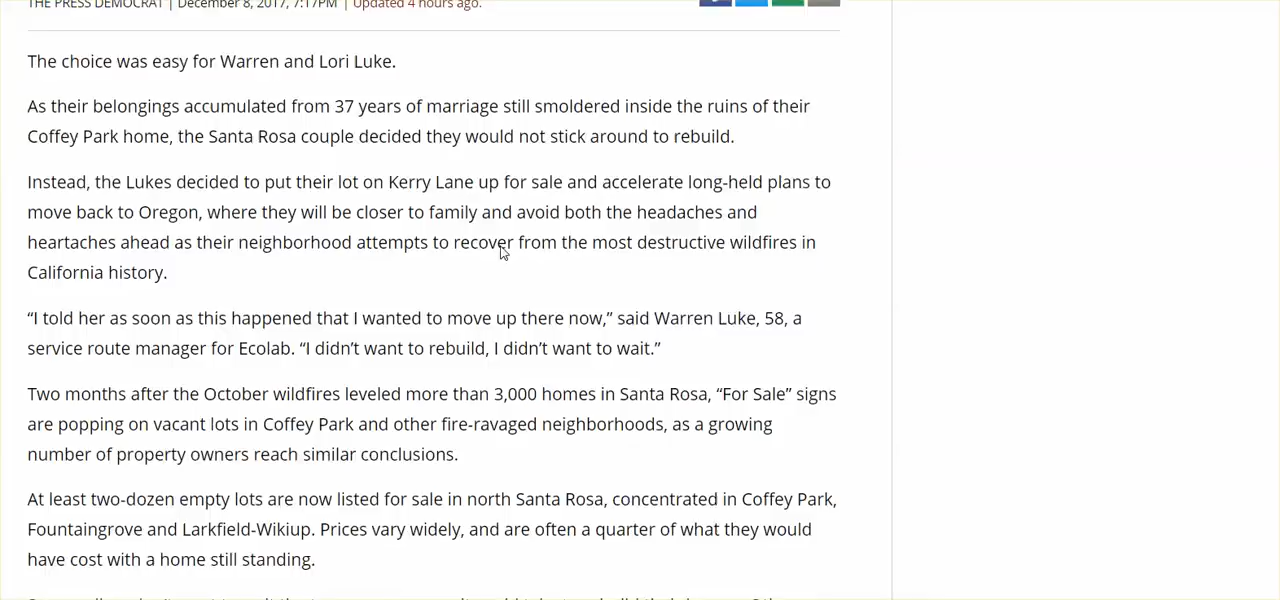 THE PRESS DEMOCRAT | December 8, 2017, 7:17PM | Updated 4 hours ago.
The choice was easy for Warren and Lori Luke.
As their belongings accumulated from 37 years of marriage still smoldered inside the ruins of their
Coffey Park home, the Santa Rosa couple decided they would not stick around to rebuild.
Instead, the Lukes decided to put their lot on Kerry Lane up for sale and accelerate long-held plans to
move back to Oregon, where they will be closer to family and avoid both the headaches and
heartaches ahead as their neighborhood attempts to recover from the most destructive wildfires in
California history.
“I told her as soon as this happened that I wanted to move up there now,” said Warren Luke, 58, a
service route manager for Ecolab. “I didn’t want to rebuild, I didn’t want to wait.”
Two months after the October wildfires leveled more than 3,000 homes in Santa Rosa, “For Sale” signs
are popping on vacant lots in Coffey Park and other fire-ravaged neighborhoods, as a growing
number of property owners reach similar conclusions.
At least two-dozen empty lots are now listed for sale in north Santa Rosa, concentrated in Coffey Park,
Fountaingrove and Larkfield-Wikiup. Prices vary widely, and are often a quarter of what they would
have cost with a home still standing.